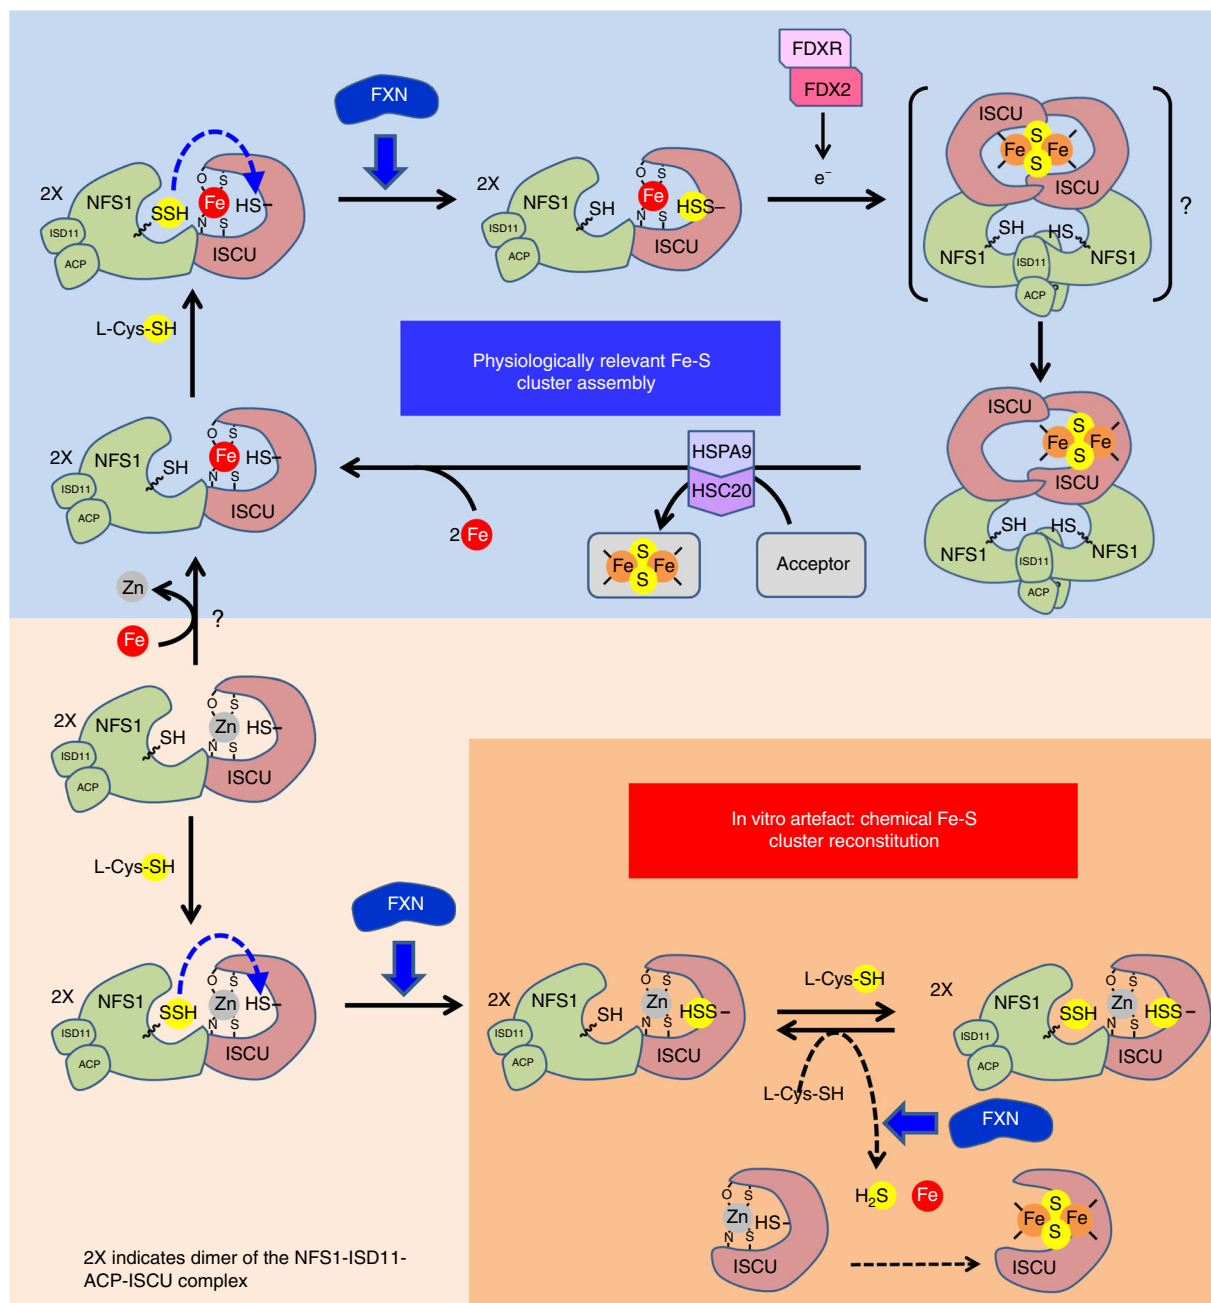 FDXR
FDX2
e⁻
FXN
2X
NFS1
SSH
O
S
Fe
HS
N
S
ISCU
ISD11
ACP
2X
NFS1
SH
O
S
Fe
HSS
N
S
ISCU
ISD11
ACP
ISCU
S
Fe
Fe
S
ISCU
SH
HS
NFS1
NFS1
ISD11
ACP
?
L-Cys-SH
Physiologically relevant Fe-S
cluster assembly
2X
NFS1
SH
O
S
Fe
HS
N
S
ISCU
ISD11
ACP
HSPA9
HSC20
2Fe
S
Fe
Fe
S
Acceptor
ISCU
S
Fe
Fe
S
ISCU
SH
HS
NFS1
NFS1
ISD11
ACP
Zn
Fe
?
2X
NFS1
SH
O
S
Zn
HS
N
S
ISCU
ISD11
ACP
L-Cys-SH
In vitro artefact: chemical Fe-S
cluster reconstitution
FXN
2X
NFS1
SSH
O
S
Zn
HS
N
S
ISCU
ISD11
ACP
2X
NFS1
SH
O
S
Zn
HSS
N
S
ISCU
ISD11
ACP
L-Cys-SH
L-Cys-SH
2X
NFS1
SSH
O
S
Zn
HSS
N
S
ISCU
ISD11
ACP
FXN
H₂S
Fe
O
S
Zn
HS
N
S
ISCU
S
Fe
Fe
S
ISCU
2X indicates dimer of the NFS1-ISD11-
ACP-ISCU complex